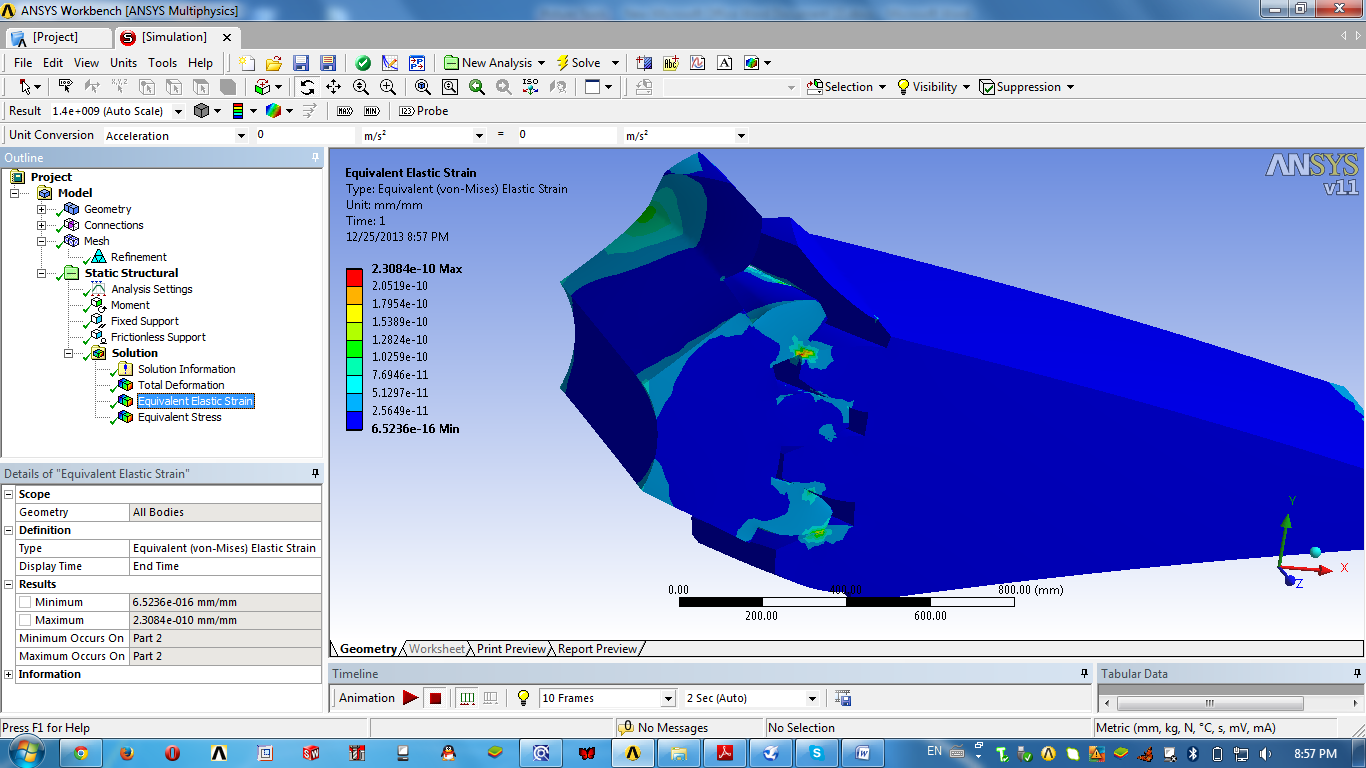 ANSYS Workbench [ANSYS Multiphysics]
[Project]
[Simulation]
File Edit View Units Tools Help
New Analysis
Solve
Selection
Visibility
Suppression
Result 1.4e+009 (Auto Scale)
MAX MIN
123 Probe
Unit Conversion Acceleration 0 m/s² = 0 m/s²
Outline
Project
Model
Geometry
Connections
Mesh
Refinement
Static Structural
Analysis Settings
Moment
Fixed Support
Frictionless Support
Solution
Solution Information
Total Deformation
Equivalent Elastic Strain
Equivalent Stress
Details of "Equivalent Elastic Strain"
Scope
Geometry All Bodies
Definition
Type Equivalent (von-Mises) Elastic Strain
Display Time End Time
Results
Minimum 6.5236e-016 mm/mm
Maximum 2.3084e-010 mm/mm
Minimum Occurs On Part 2
Maximum Occurs On Part 2
Information
Equivalent Elastic Strain
Type: Equivalent (von-Mises) Elastic Strain
Unit: mm/mm
Time: 1
12/25/2013 8:57 PM
2.3084e-10 Max
2.0519e-10
1.7954e-10
1.5389e-10
1.2824e-10
1.0259e-10
7.6946e-11
5.1297e-11
2.5649e-11
6.5236e-16 Min
ANSYS
v11
Y
X
Z
0.00 800.00 (mm)
200.00 600.00
Geometry Worksheet Print Preview Report Preview
Timeline
Animation 10 Frames 2 Sec (Auto)
Tabular Data
Press F1 for Help
0 No Messages
No Selection
Metric (mm, kg, N, °C, s, mV, mA)
EN
8:57 PM